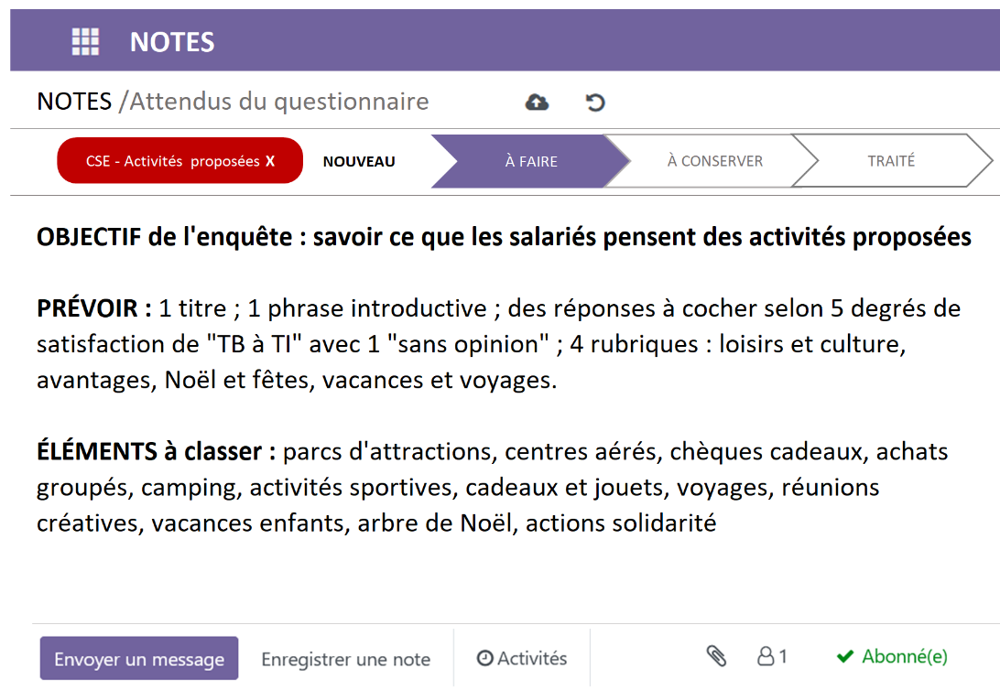 NOTES
NOTES /Attendus du questionnaire
CSE - Activités proposées X
NOUVEAU
À FAIRE
À CONSERVER
TRAITÉ
OBJECTIF de l'enquête : savoir ce que les salariés pensent des activités proposées
PRÉVOIR : 1 titre ; 1 phrase introductive ; des réponses à cocher selon 5 degrés de
satisfaction de "TB à TI" avec 1 "sans opinion" ; 4 rubriques : loisirs et culture,
avantages, Noël et fêtes, vacances et voyages.
ÉLÉMENTS à classer : parcs d'attractions, centres aérés, chèques cadeaux, achats
groupés, camping, activités sportives, cadeaux et jouets, voyages, réunions
créatives, vacances enfants, arbre de Noël, actions solidarité
Envoyer un message
Enregistrer une note
Activités
1
Abonné(e)